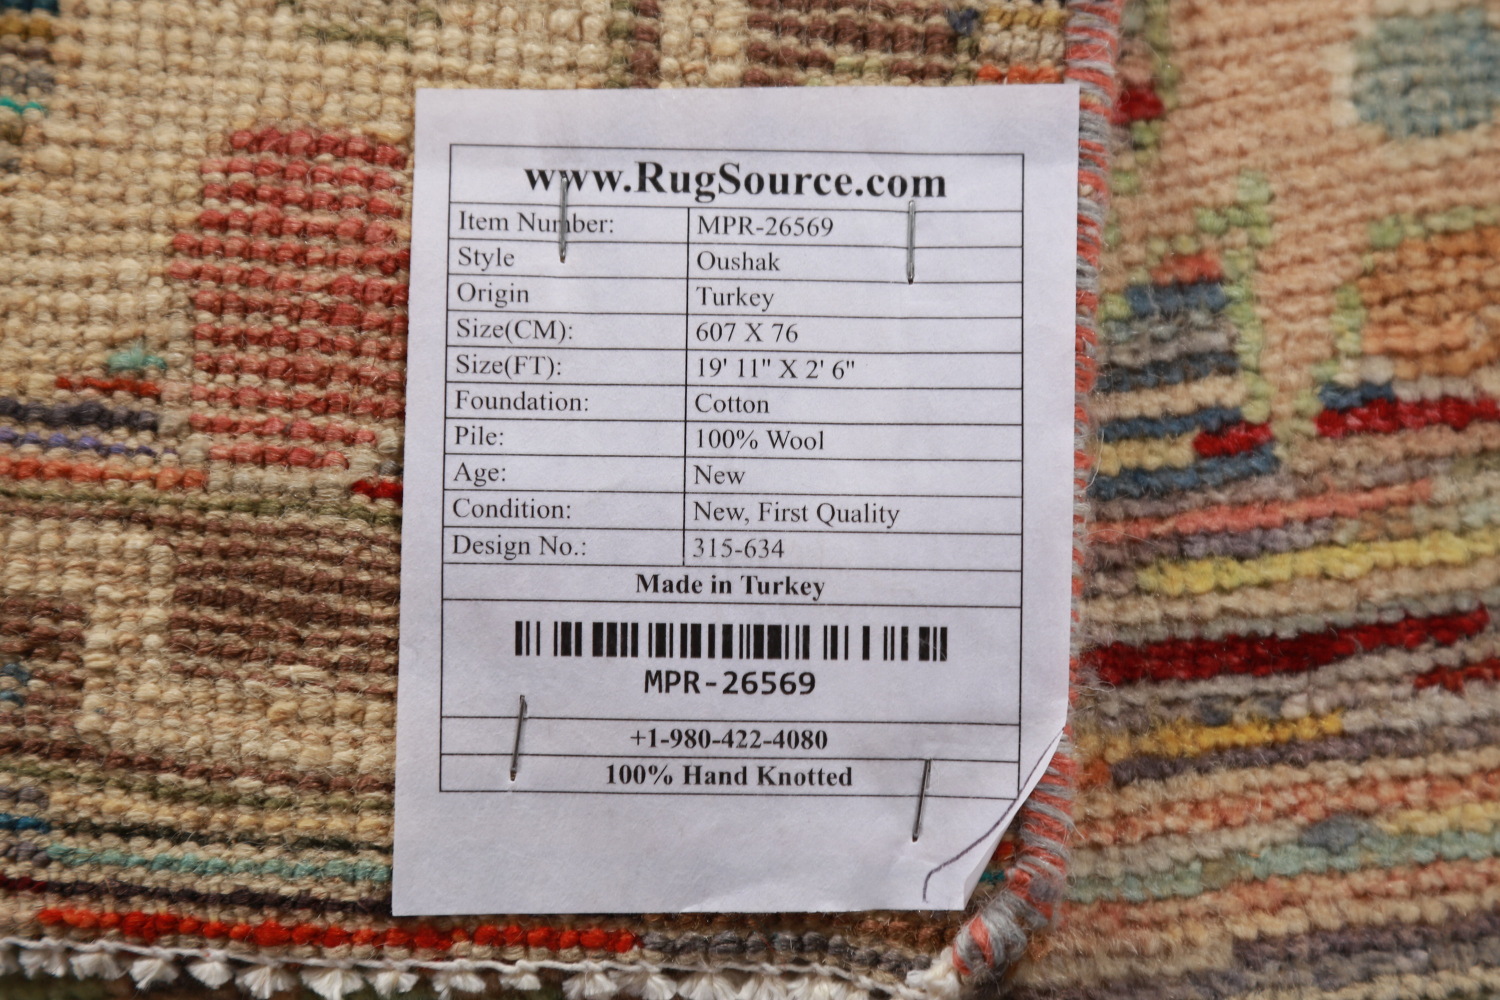 www.RugSource.com
Item Number: MPR-26569
Style Oushak
Origin Turkey
Size(CM): 607 X 76
Size(FT): 19' 11" X 2' 6"
Foundation: Cotton
Pile: 100% Wool
Age: New
Condition: New, First Quality
Design No.: 315-634
Made in Turkey
MPR-26569
+1-980-422-4080
100% Hand Knotted